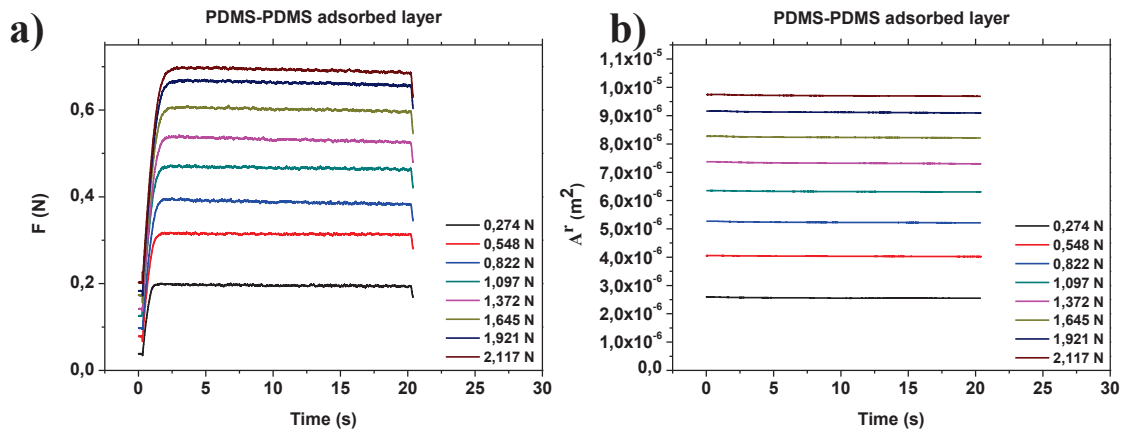 a)
PDMS-PDMS adsorbed layer
F (N)
0,6
0,4
0,2
0,0
0,274 N
0,548 N
0,822 N
1,097 N
1,372 N
1,645 N
1,921 N
2,117 N
0 5 10 15 20 25 30
Time (s)
b)
PDMS-PDMS adsorbed layer
A^r (m²)
1,1x10⁻⁵
1,0x10⁻⁵
9,0x10⁻⁶
8,0x10⁻⁶
7,0x10⁻⁶
6,0x10⁻⁶
5,0x10⁻⁶
4,0x10⁻⁶
3,0x10⁻⁶
2,0x10⁻⁶
1,0x10⁻⁶
0,0
0,274 N
0,548 N
0,822 N
1,097 N
1,372 N
1,645 N
1,921 N
2,117 N
0 5 10 15 20 25 30
Time (s)